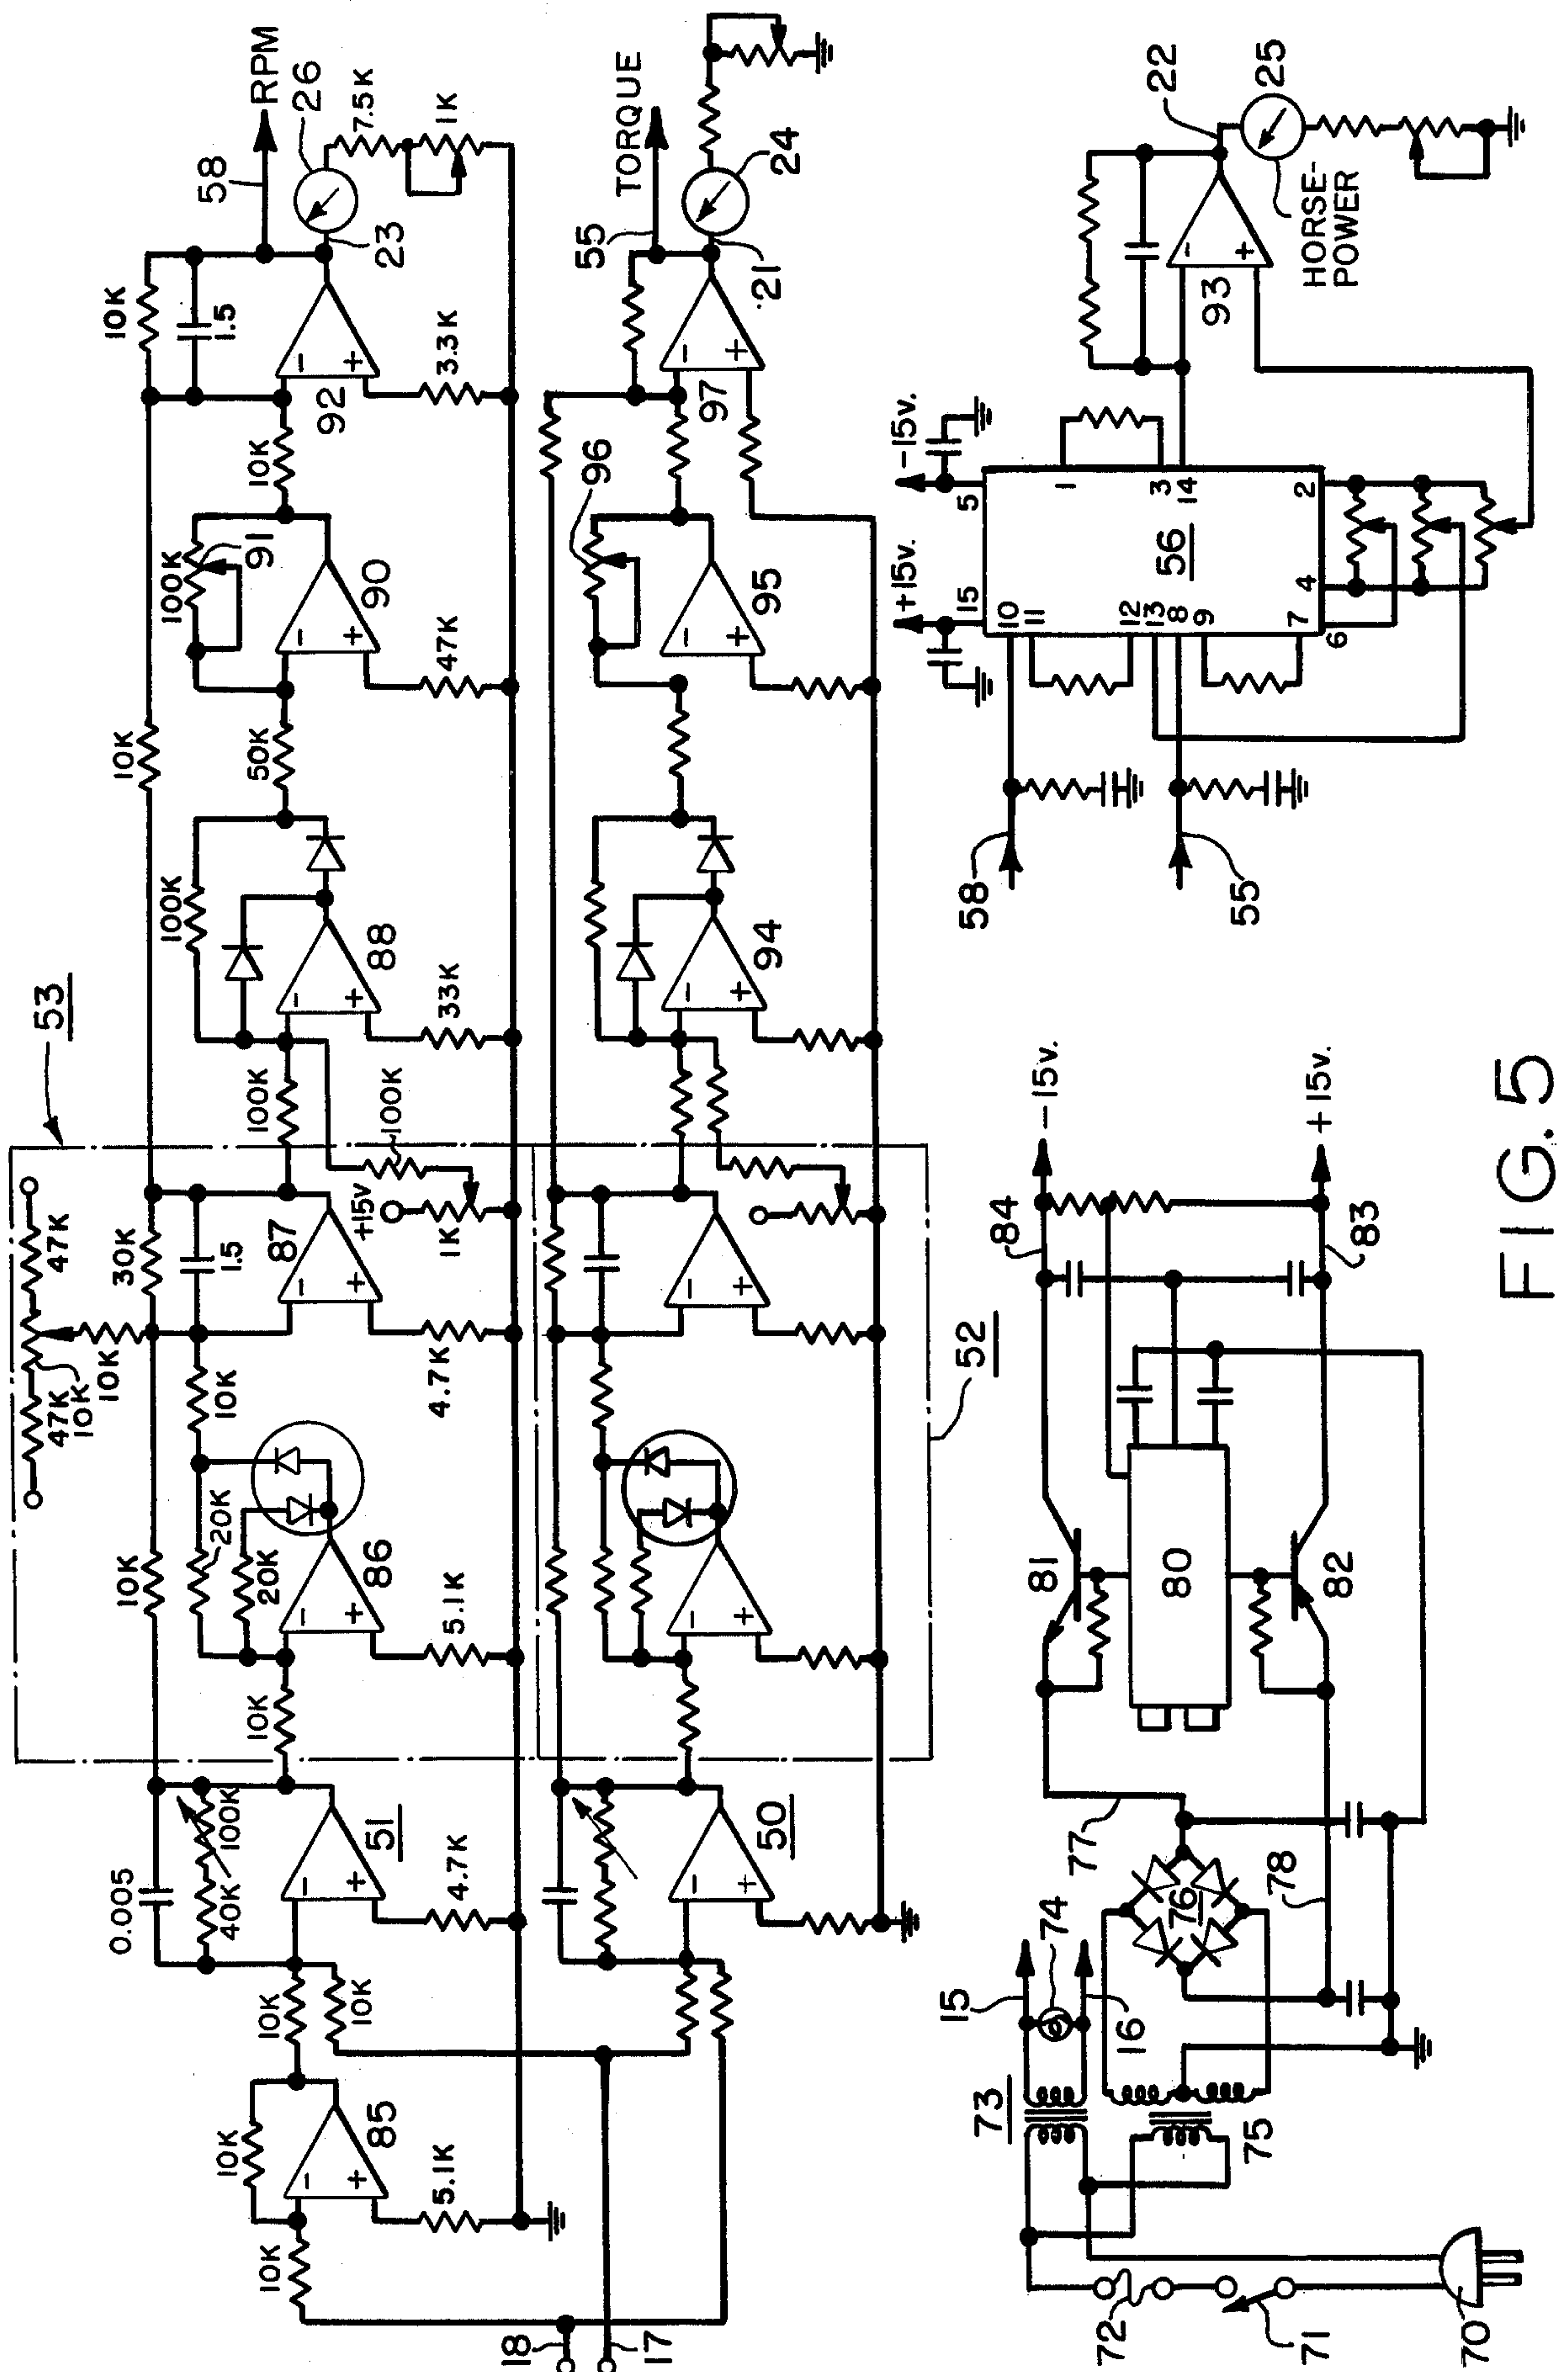 53
47K
10K
47K
10K
10K
10K
30K
10K
10K
0.005
40K
100K
10K
20K
20K
10K
1.5
100K
100K
50K
100K
91
10K
1.5
58
RPM
26
7.5K
1K
23
10K
10K
10K
10K
85
+
-
5.1K
51
+
-
4.7K
86
+
-
5.1K
87
+
-
4.7K
+15v
1K
100K
88
+
-
33K
90
+
-
47K
92
+
-
3.3K
18
17
50
+
-
+
-
+
-
52
94
+
-
95
+
-
96
97
+
-
55
TORQUE
21
24
70
71
72
73
74
15
16
75
76
77
78
80
81
82
83
84
-15v.
+15v.
58
55
+15v.
-15v.
15
5
10
11
12
13
8
9
7
6
4
2
1
3
14
56
93
-
+
22
25
HORSE-
POWER
FIG. 5